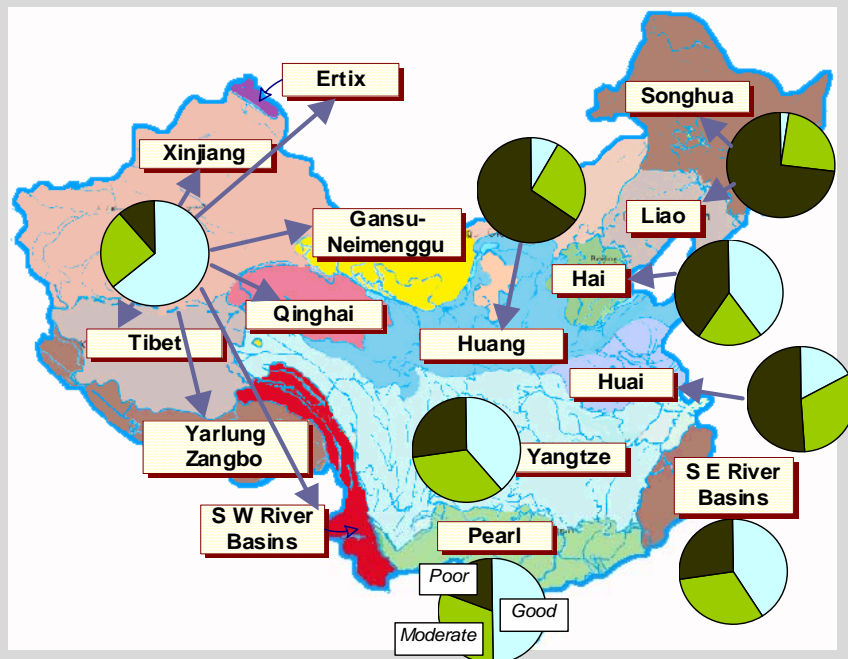 Ertix
Songhua
Xinjiang
Gansu-
Neimenggu
Liao
Hai
Qinghai
Tibet
Huang
Huai
Yarlung
Zangbo
Yangtze
S E River
Basins
S W River
Basins
Pearl
Poor
Good
Moderate